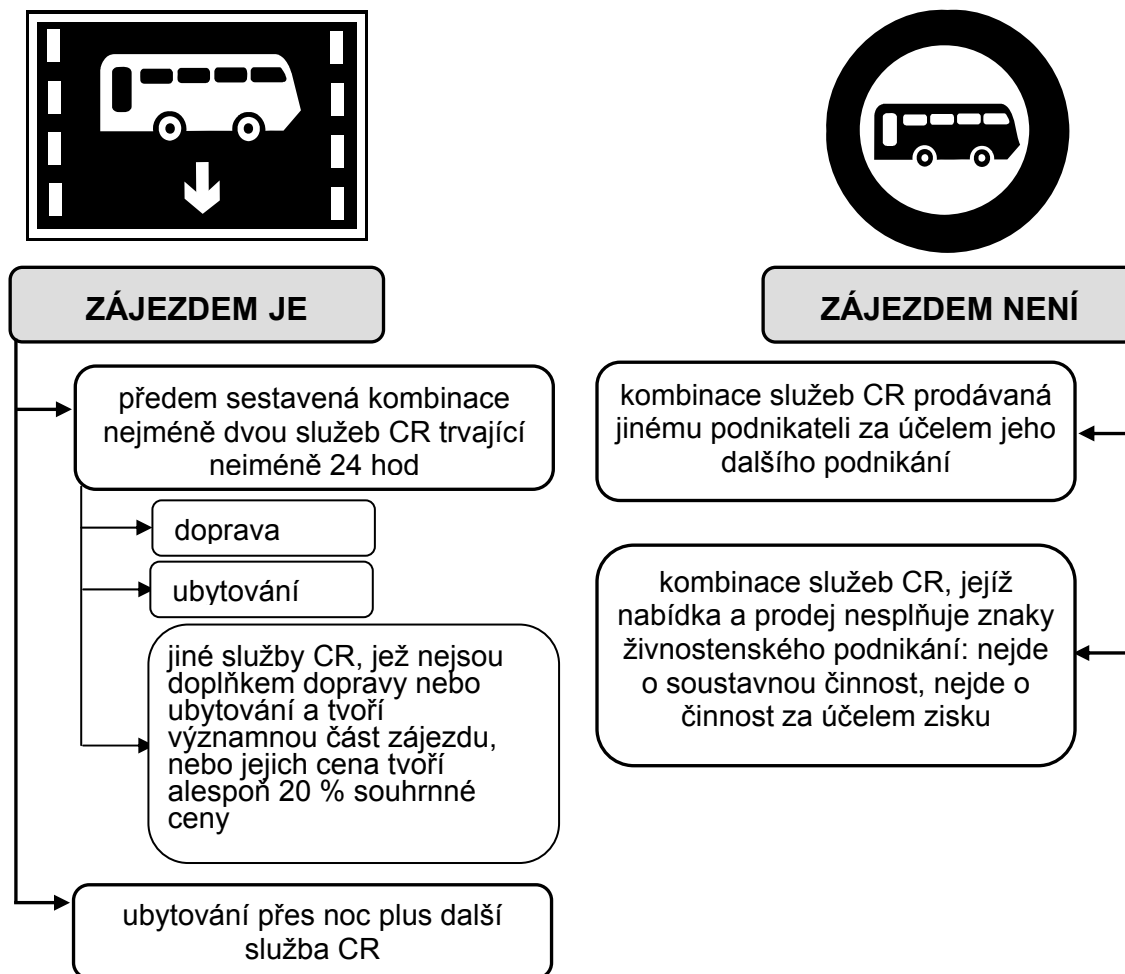 ZÁJEZDEM JE
předem sestavená kombinace
nejméně dvou služeb CR trvající
neiméně 24 hod
doprava
ubytování
jiné služby CR, jež nejsou
doplňkem dopravy nebo
ubytování a tvoří
významnou část zájezdu,
nebo jejich cena tvoří
alespoň 20 % souhrnné
ceny
ubytování přes noc plus další
služba CR
ZÁJEZDEM NENÍ
kombinace služeb CR prodávaná
jinému podnikateli za účelem jeho
dalšího podnikání
kombinace služeb CR, jejíž
nabídka a prodej nesplňuje znaky
živnostenského podnikání: nejde
o soustavnou činnost, nejde o
činnost za účelem zisku